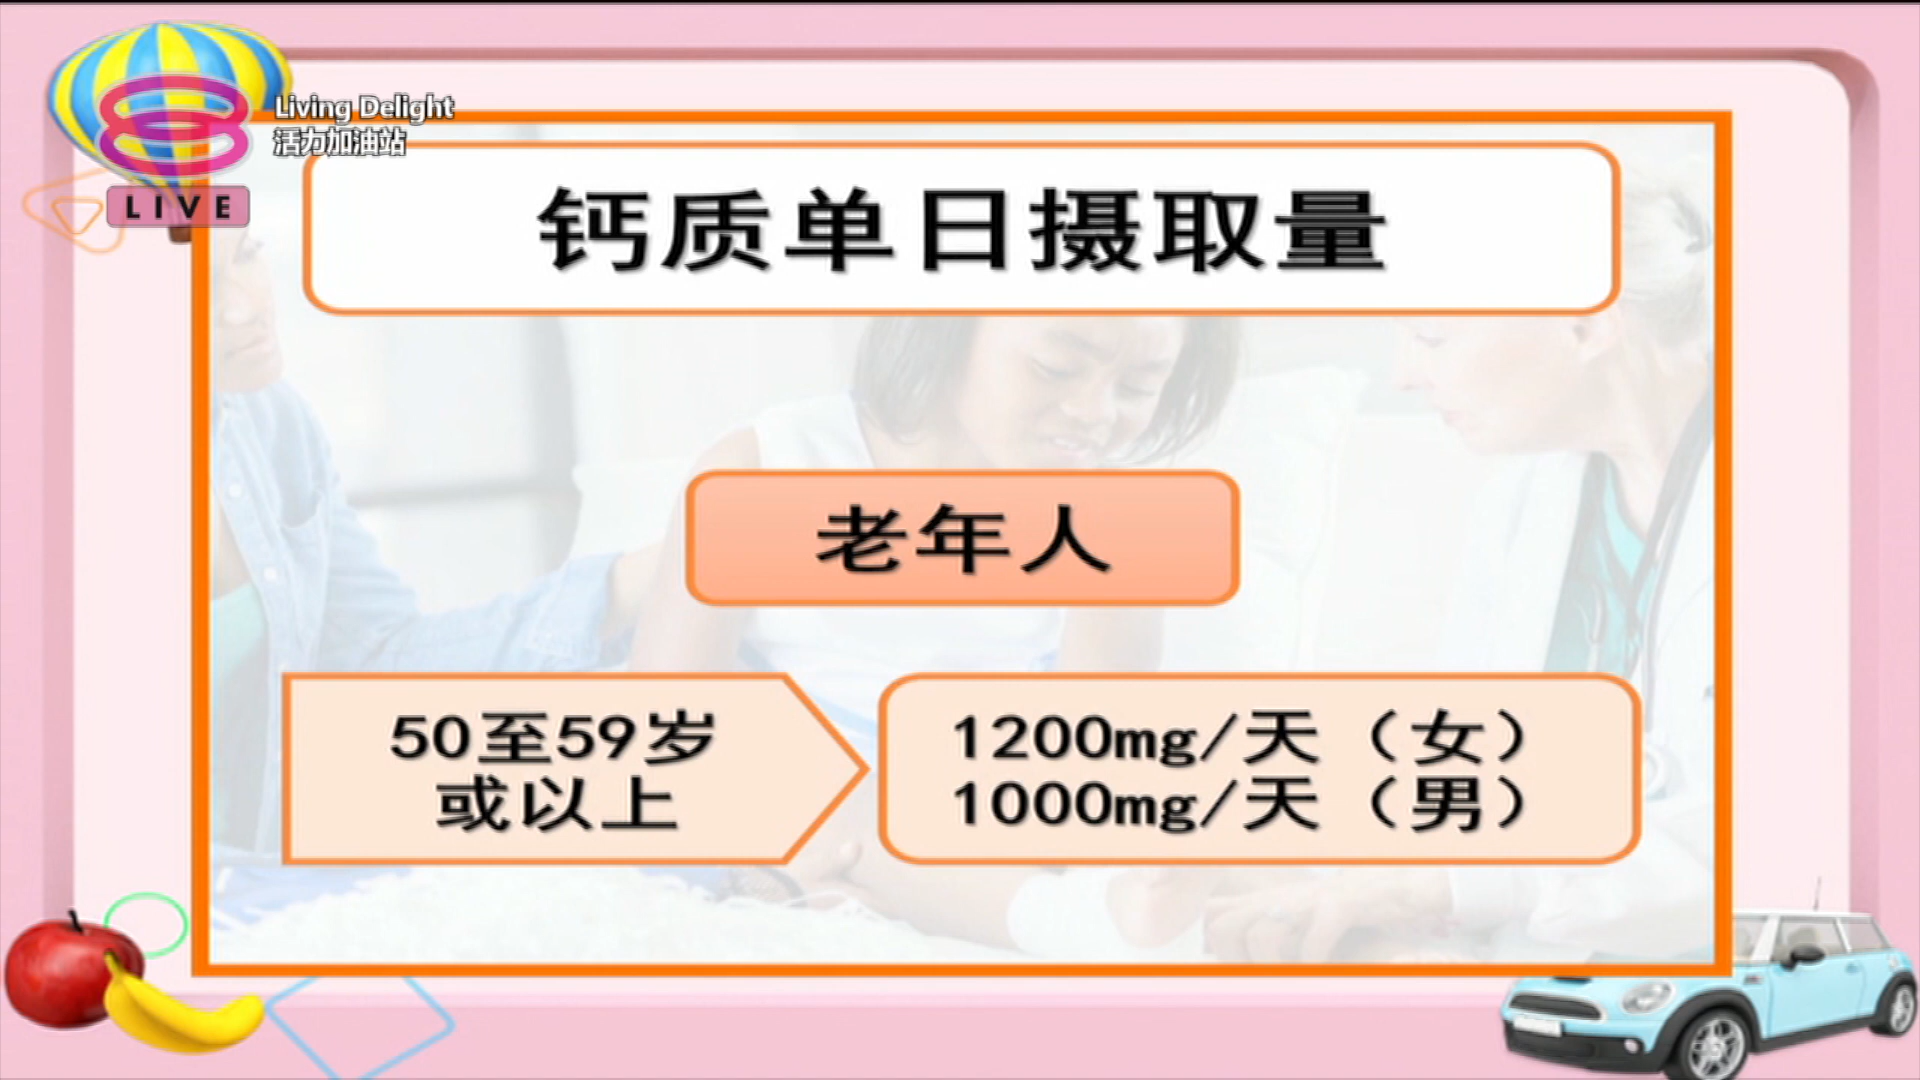 Living Delight
活力加油站
LIVE
钙质单日摄取量
老年人
50至59岁
或以上
1200mg/天（女）
1000mg/天（男）